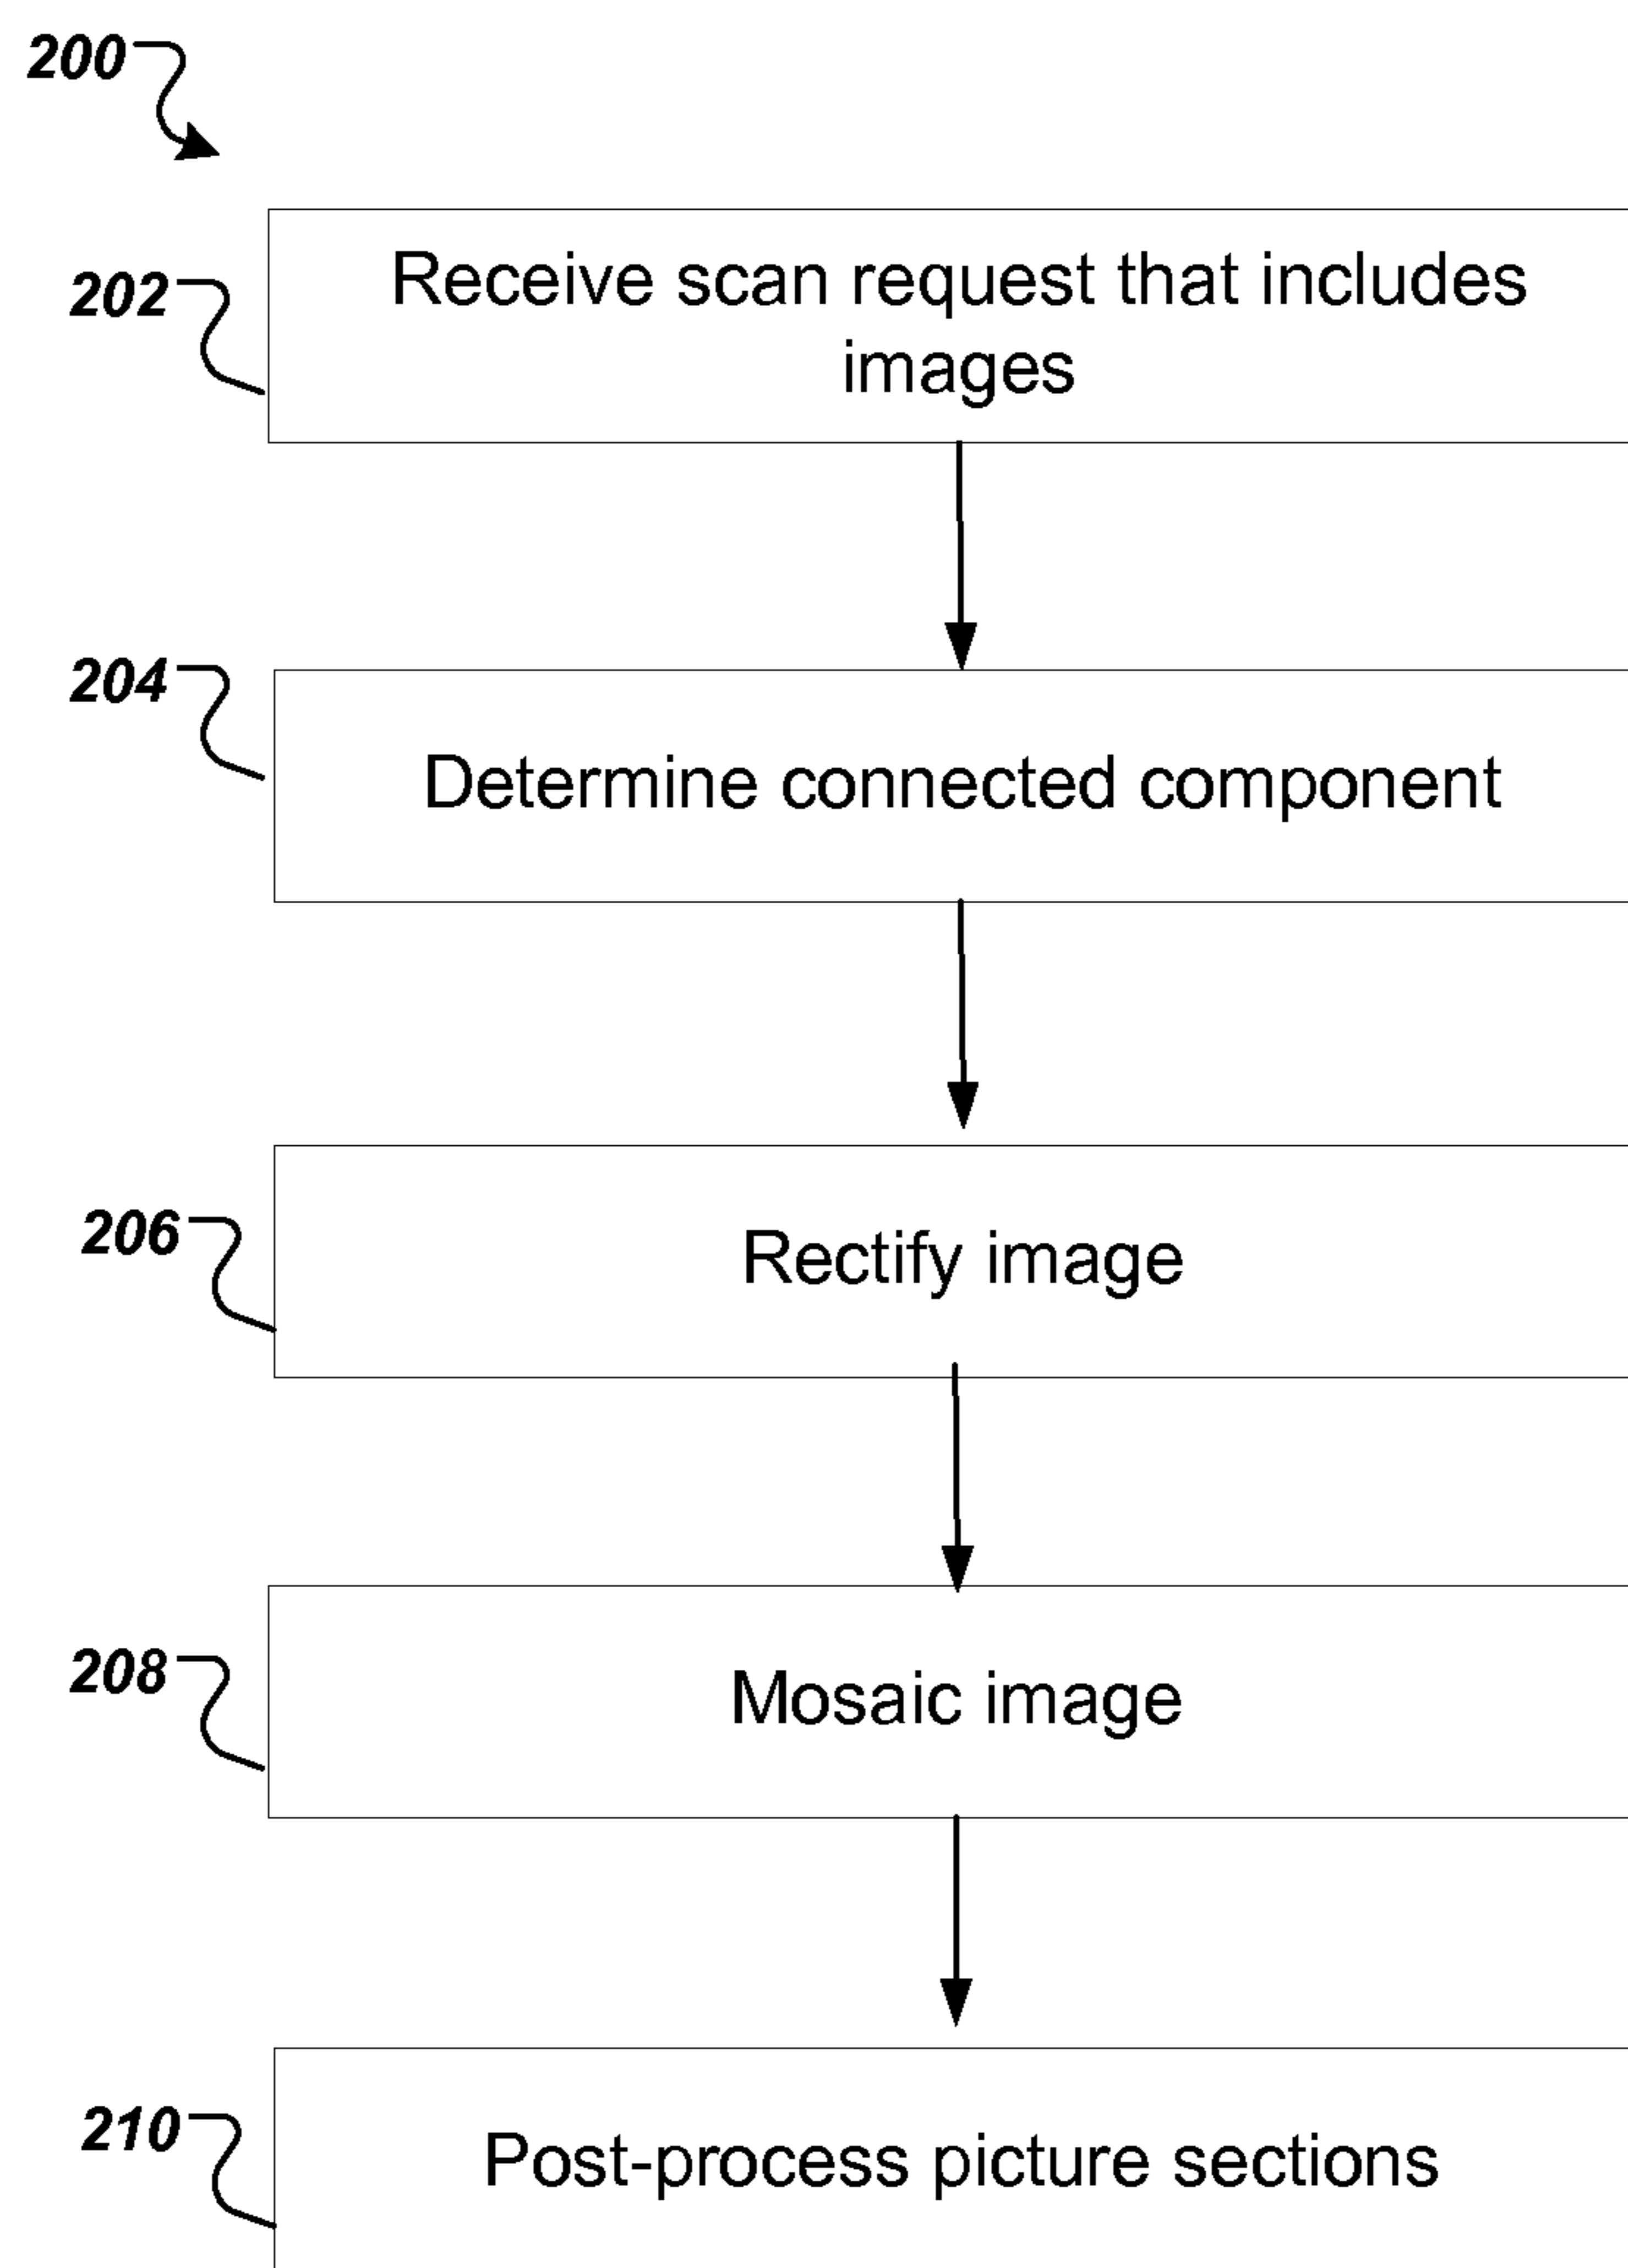 200
202
Receive scan request that includes
images
204
Determine connected component
206
Rectify image
208
Mosaic image
210
Post-process picture sections